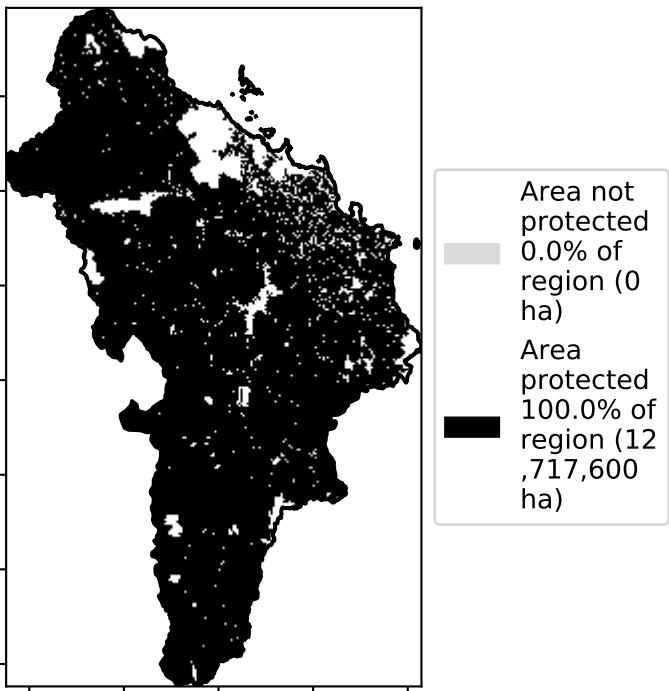 Area not
protected
0.0% of
region (0
ha)
Area
protected
100.0% of
region (12
,717,600
ha)